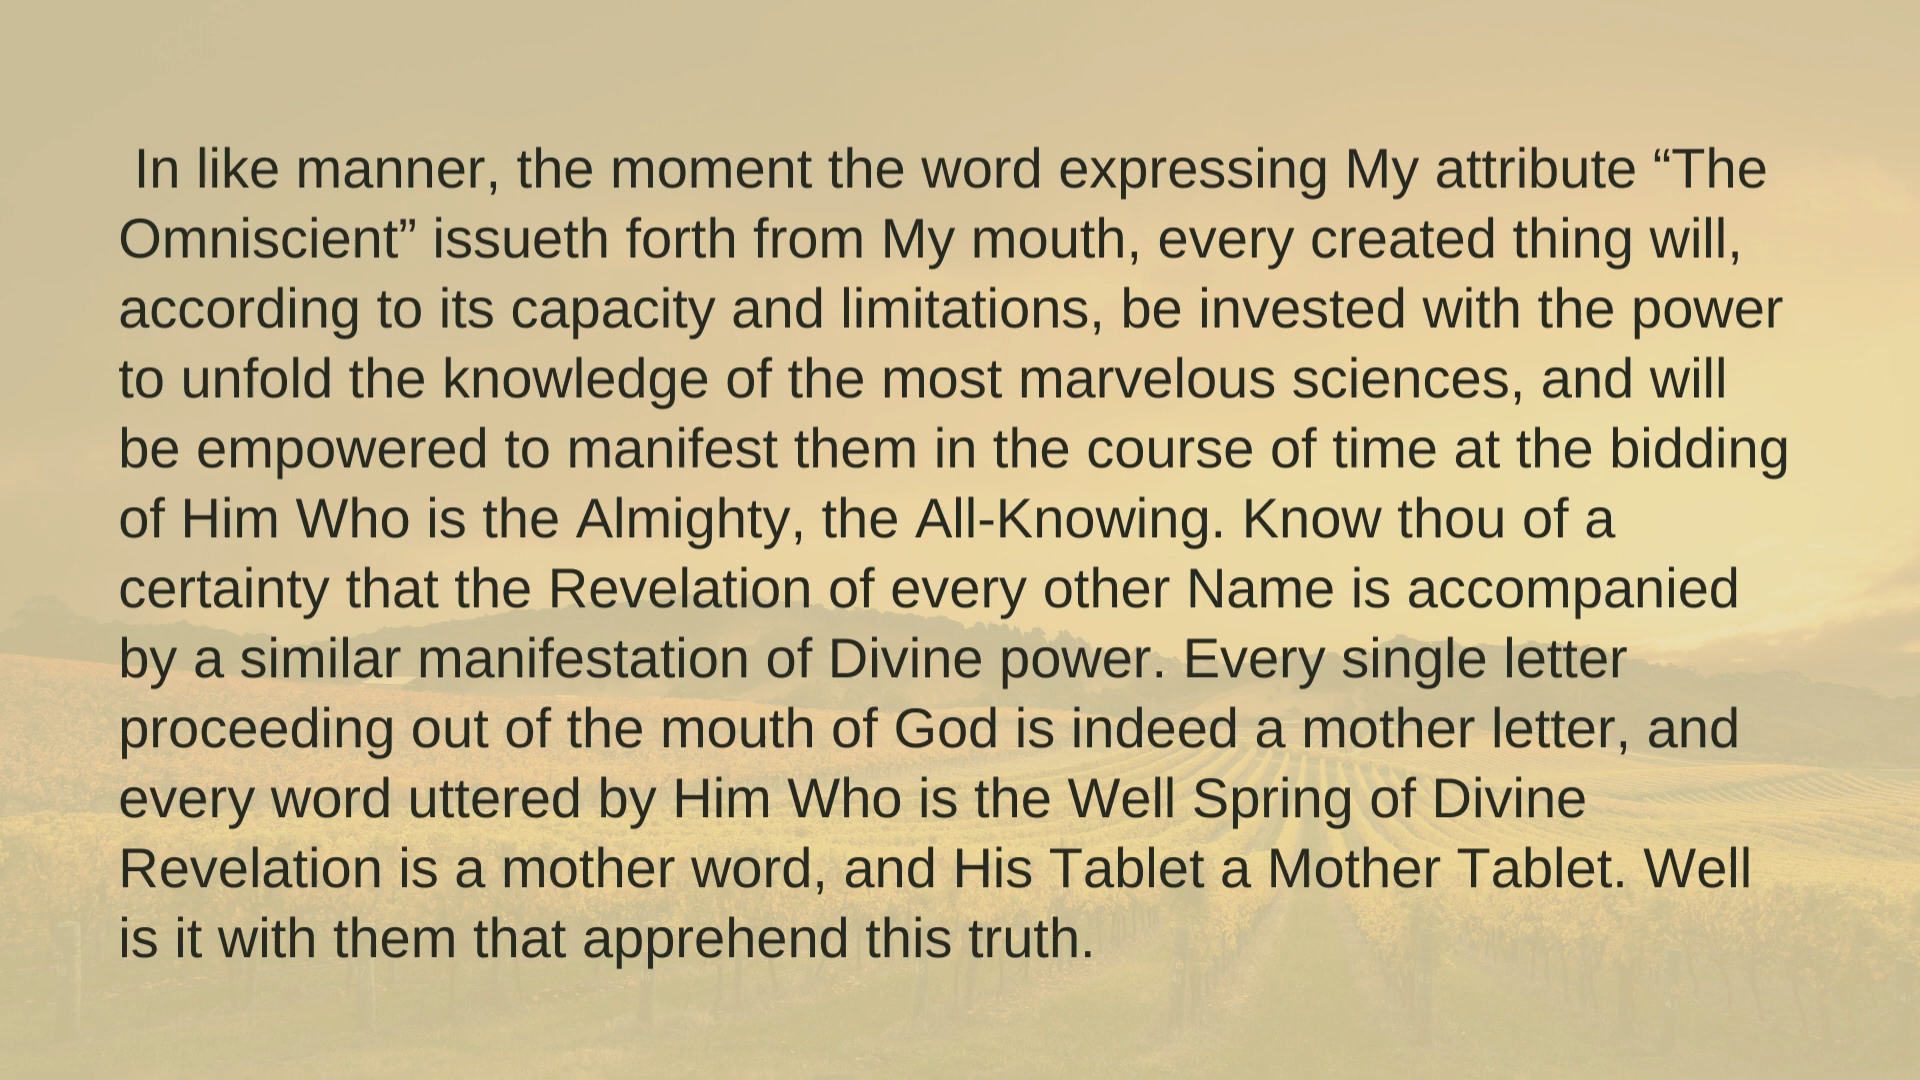 In like manner, the moment the word expressing My attribute “The
Omniscient” issueth forth from My mouth, every created thing will,
according to its capacity and limitations, be invested with the power
to unfold the knowledge of the most marvelous sciences, and will
be empowered to manifest them in the course of time at the bidding
of Him Who is the Almighty, the All-Knowing. Know thou of a
certainty that the Revelation of every other Name is accompanied
by a similar manifestation of Divine power. Every single letter
proceeding out of the mouth of God is indeed a mother letter, and
every word uttered by Him Who is the Well Spring of Divine
Revelation is a mother word, and His Tablet a Mother Tablet. Well
is it with them that apprehend this truth.